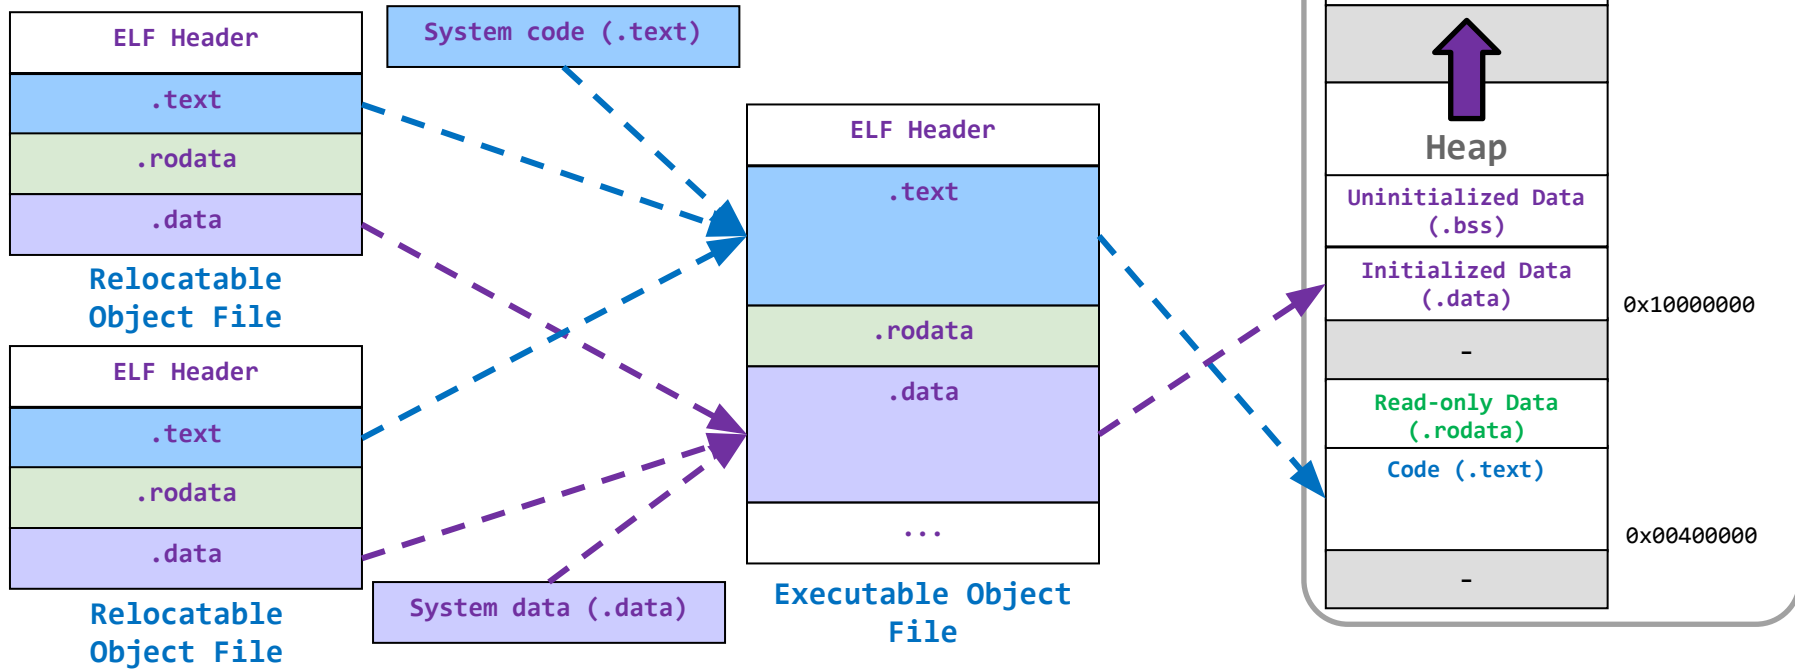 ELF Header
.text
.rodata
.data
Relocatable
Object File
ELF Header
.text
.rodata
.data
Relocatable
Object File
System code (.text)
System data (.data)
ELF Header
.text
.rodata
.data
...
Executable Object
File
Heap
Uninitialized Data
(.bss)
Initialized Data
(.data)
0x10000000
-
Read-only Data
(.rodata)
Code (.text)
0x00400000
-